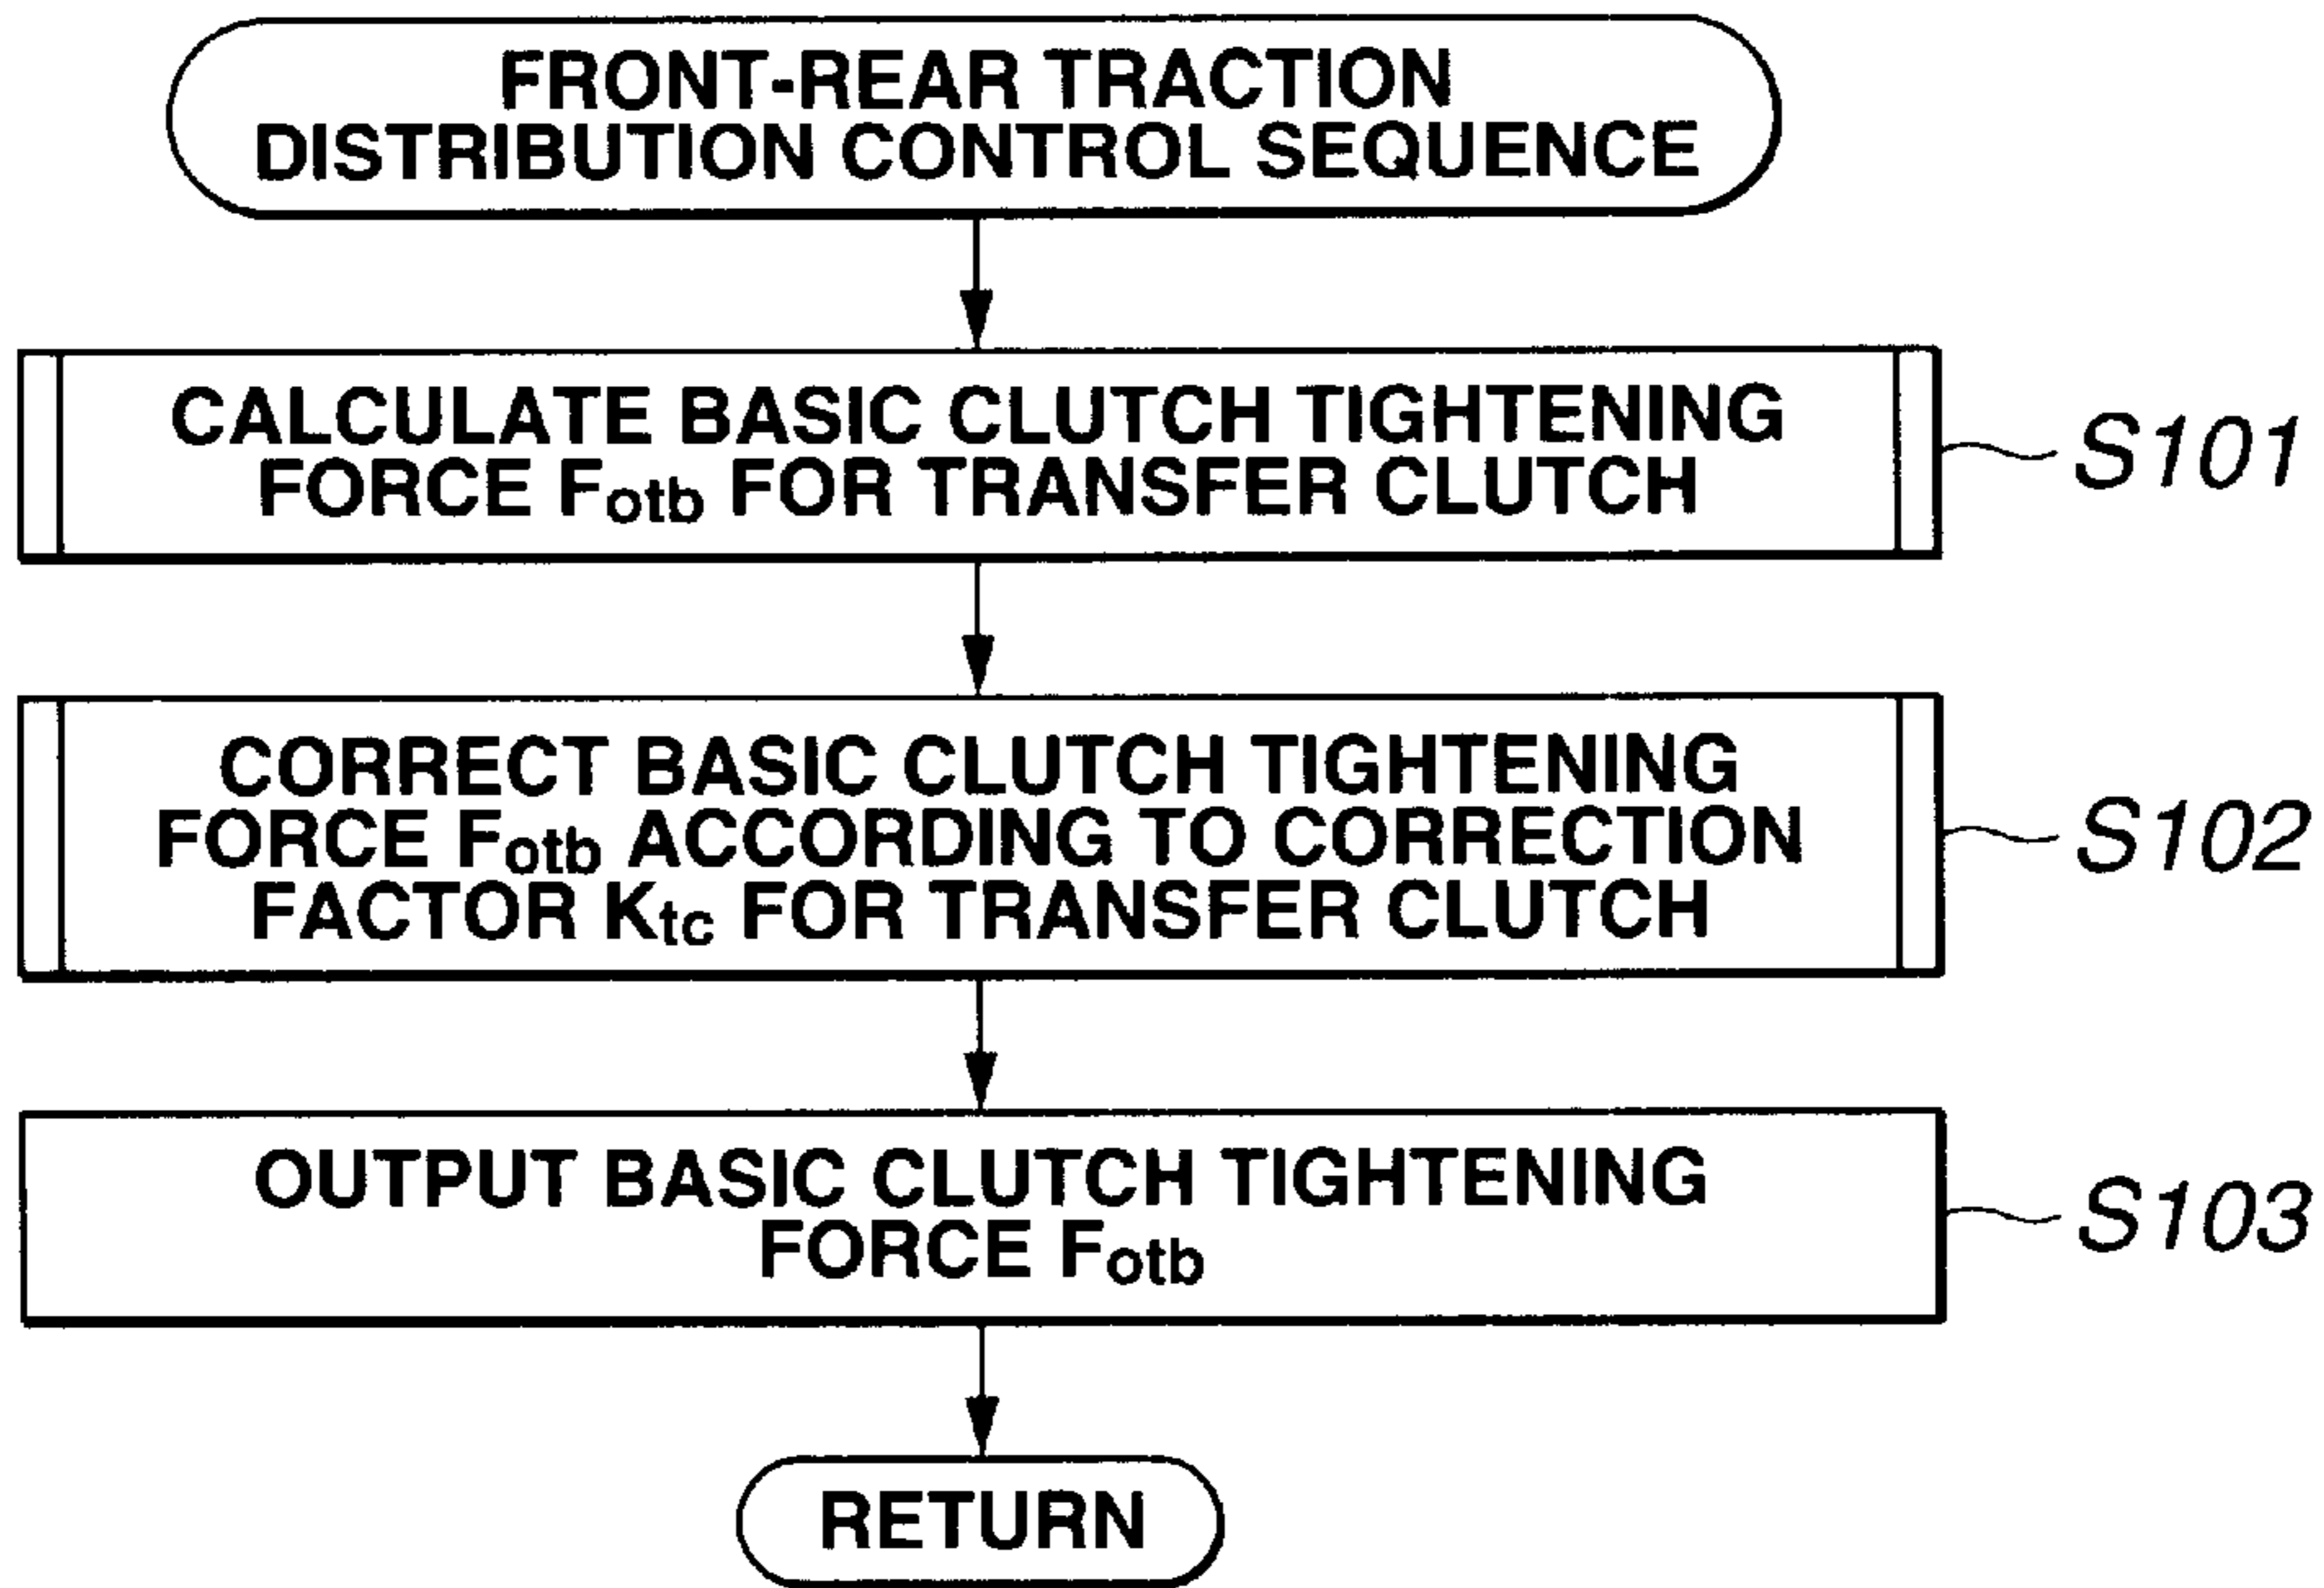 FRONT-REAR TRACTION
DISTRIBUTION CONTROL SEQUENCE
CALCULATE BASIC CLUTCH TIGHTENING
FORCE Fotb FOR TRANSFER CLUTCH
S101
CORRECT BASIC CLUTCH TIGHTENING
FORCE Fotb ACCORDING TO CORRECTION
FACTOR Ktc FOR TRANSFER CLUTCH
S102
OUTPUT BASIC CLUTCH TIGHTENING
FORCE Fotb
S103
RETURN